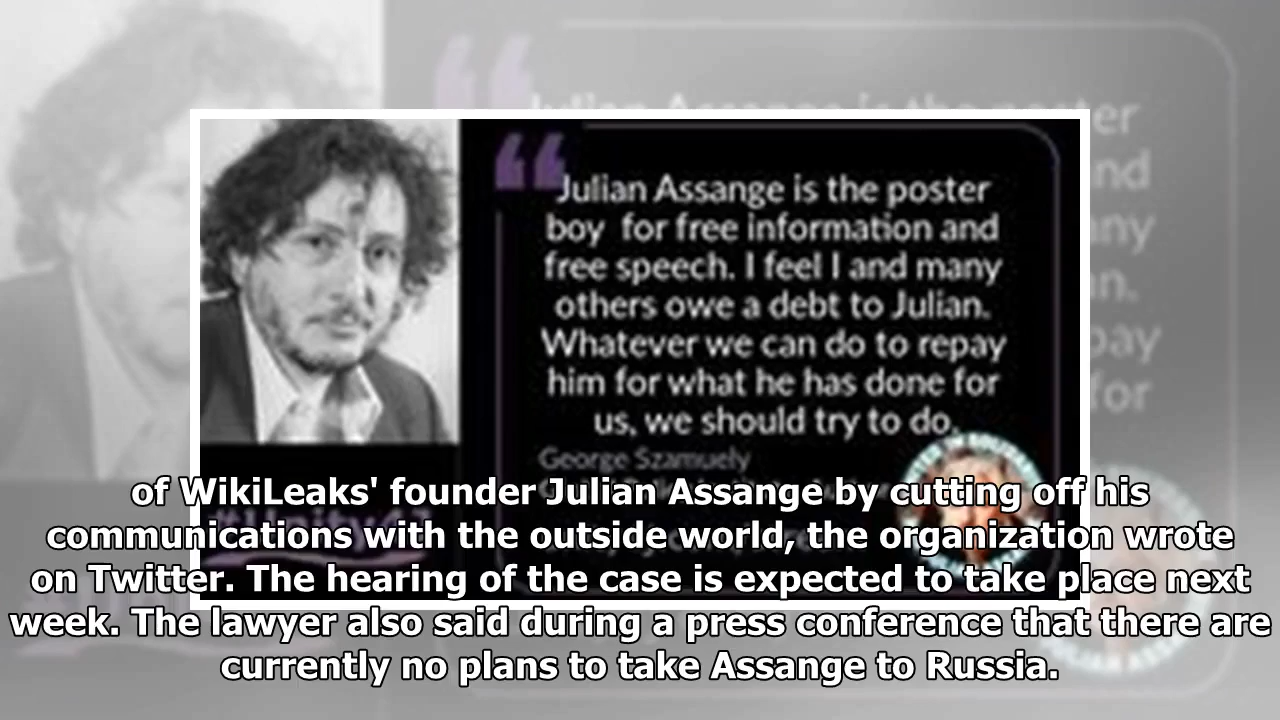 Julian Assange is the poster
boy for free information and
free speech. I feel I and many
others owe a debt to Julian.
Whatever we can do to repay
him for what he has done for
us, we should try to do.
George Szamuely
of WikiLeaks' founder Julian Assange by cutting off his
communications with the outside world, the organization wrote
on Twitter. The hearing of the case is expected to take place next
week. The lawyer also said during a press conference that there are
currently no plans to take Assange to Russia.